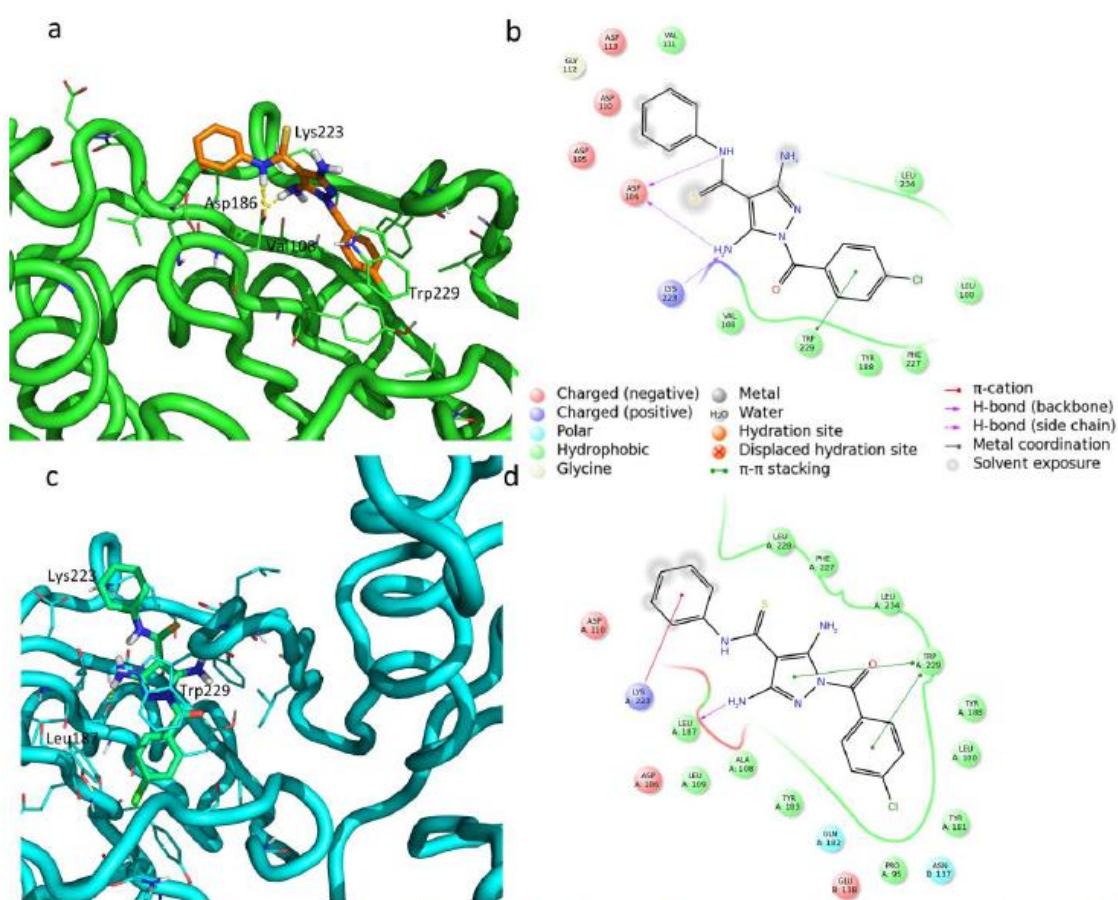 a
Lys223
Asp186
Val108
Trp229
b
ASP
113
VAL
111
GLY
112
ASP
110
ASP
ASP
186
NH
S
NH₂
N
N
H₂N
O
Cl
LEU
234
LYS
223
VAL
108
TRP
229
TYR
188
PHE
227
LEU
100
Charged (negative)
Charged (positive)
Polar
Hydrophobic
Glycine
Metal
H₂O Water
Hydration site
Displaced hydration site
π-π stacking
π-cation
H-bond (backbone)
H-bond (side chain)
Metal coordination
Solvent exposure
c
Lys223
Trp229
Leu187
d
LEU
A: 228
PHE
A: 227
LEU
A: 234
TRP
A: 229
ASP
A: 110
S
N
H
NH₂
O
N
N
H₂N
Cl
LYS
A: 223
LEU
A: 187
ASP
A: 186
LEU
A: 109
ALA
A: 108
TYR
A: 183
GLN
A: 182
GLU
B: 138
PRO
A: 95
ASN
TYR
A: 181
LEU
A: 100
TYR
A: 188